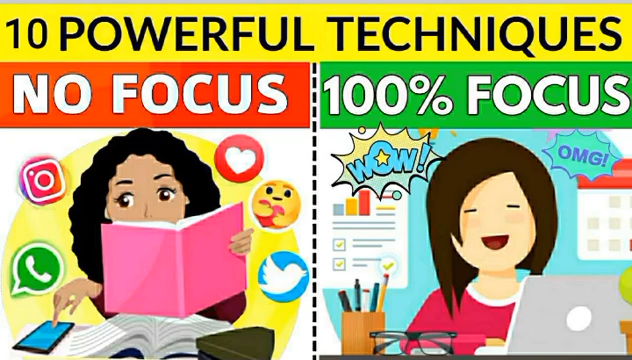 10 POWERFUL TECHNIQUES
NO FOCUS
100% FOCUS
WOW!
OMG!